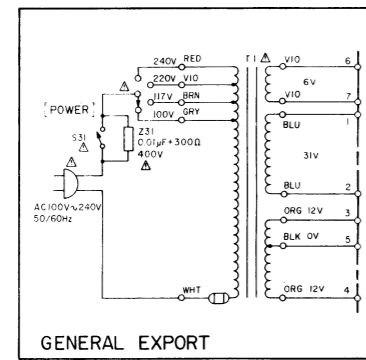 240V RED
T1 ⚠ VIO 6
220V VIO
6V
⚠
117V BRN
VIO 7
[POWER]
100V GRY
1
BLU
S31
Z31
0.01µF+300Ω
31V
⚠
400V
⚠
BLU 2
AC100V~240V
50/60Hz
ORG 12V 3
BLK 0V 5
WHT
ORG 12V 4
GENERAL EXPORT